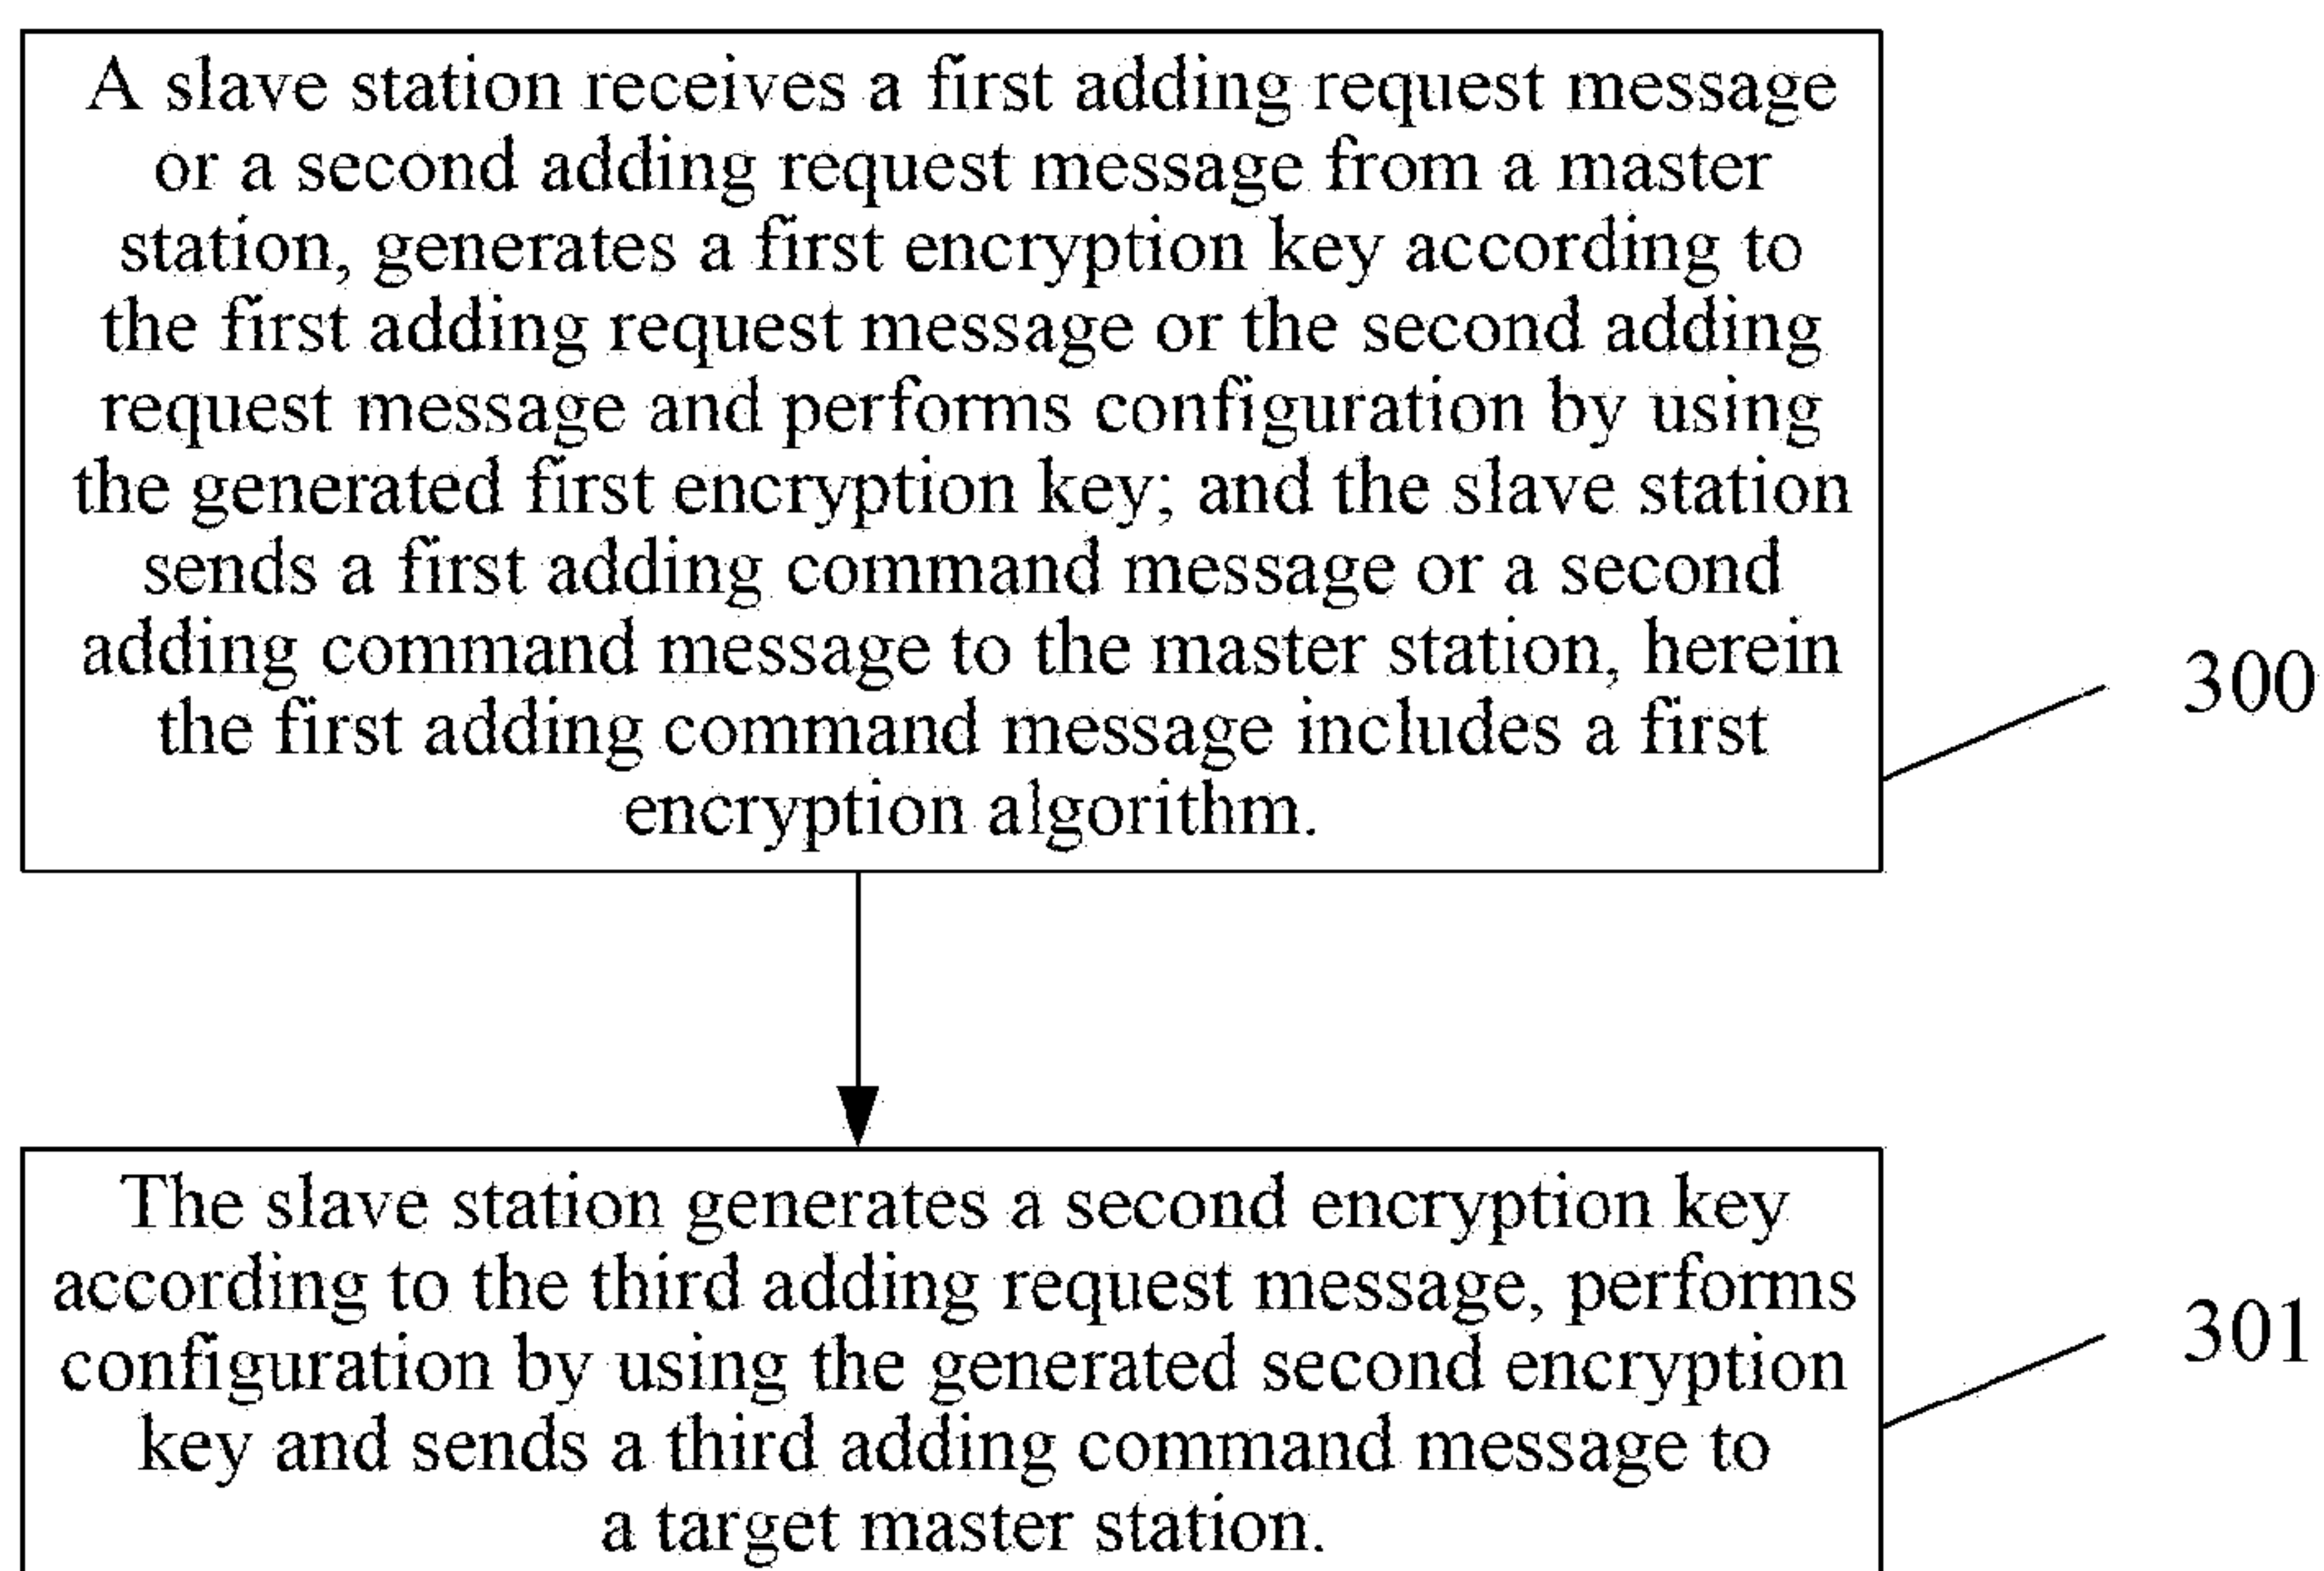 A slave station receives a first adding request message
or a second adding request message from a master
station, generates a first encryption key according to
the first adding request message or the second adding
request message and performs configuration by using
the generated first encryption key; and the slave station
sends a first adding command message or a second
adding command message to the master station, herein
the first adding command message includes a first
encryption algorithm.
300
The slave station generates a second encryption key
according to the third adding request message, performs
configuration by using the generated second encryption
key and sends a third adding command message to
a target master station.
301